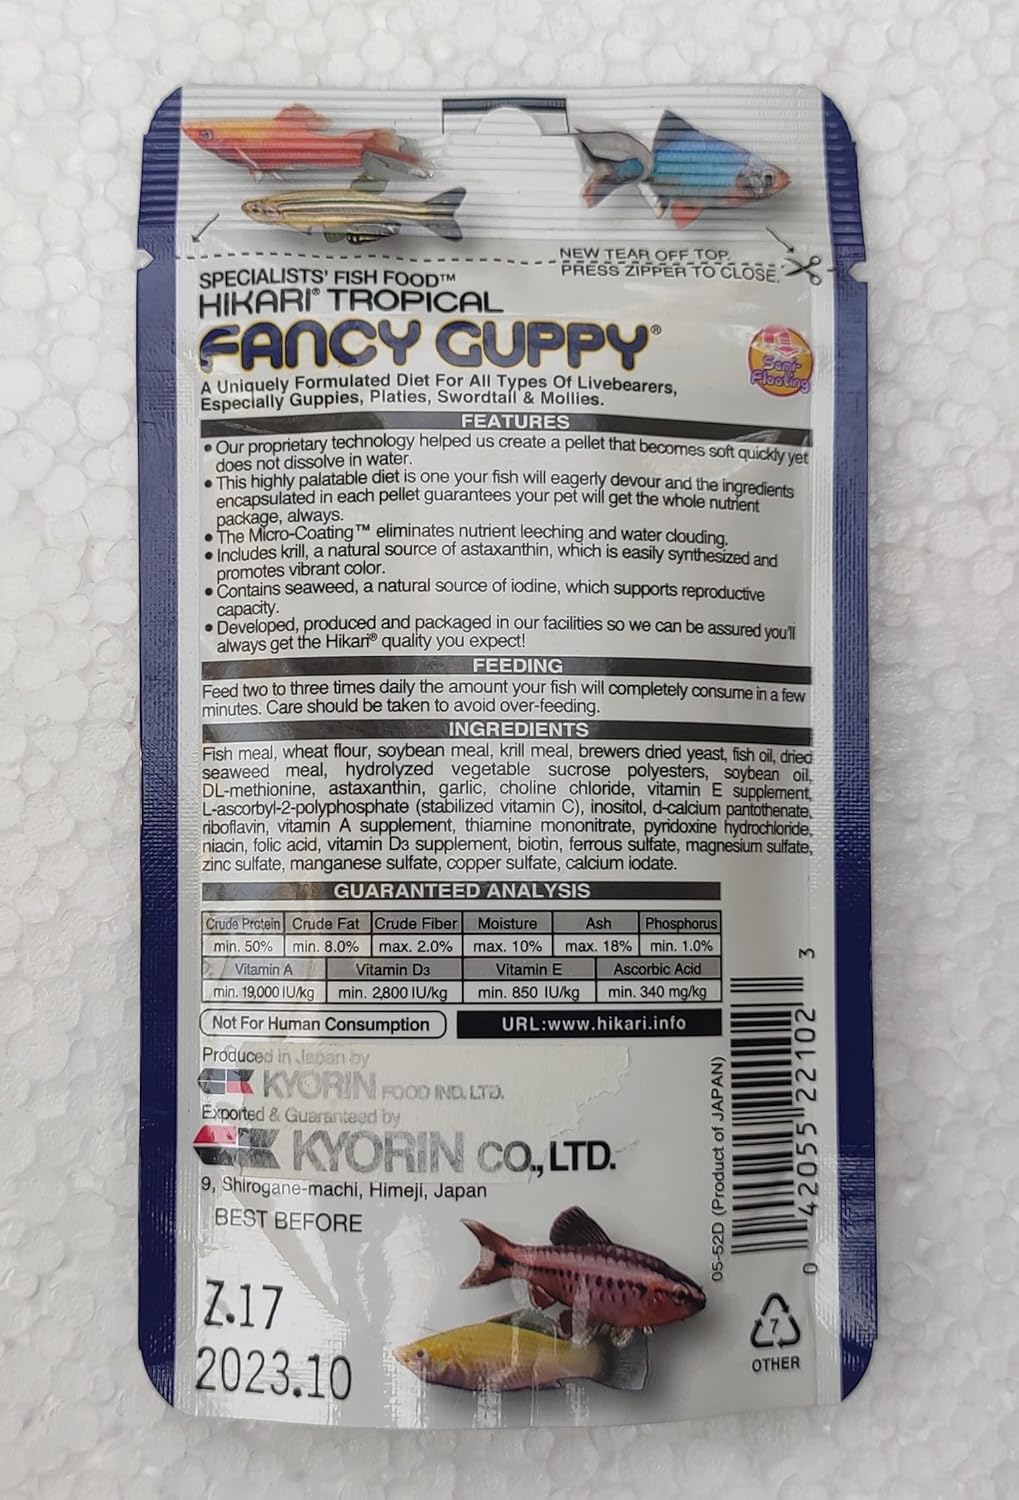 NEW TEAR OFF TOP.
PRESS ZIPPER TO CLOSE.
SPECIALISTS' FISH FOOD™
HIKARI® TROPICAL
FANCY GUPPY®
Semi-
Floating
A Uniquely Formulated Diet For All Types Of Livebearers,
Especially Guppies, Platies, Swordtail & Mollies.
FEATURES
• Our proprietary technology helped us create a pellet that becomes soft quickly yet
does not dissolve in water.
• This highly palatable diet is one your fish will eagerly devour and the ingredients
encapsulated in each pellet guarantees your pet will get the whole nutrient
package, always.
• The Micro-Coating™ eliminates nutrient leeching and water clouding.
• Includes krill, a natural source of astaxanthin, which is easily synthesized and
promotes vibrant color.
• Contains seaweed, a natural source of iodine, which supports reproductive
capacity.
• Developed, produced and packaged in our facilities so we can be assured you'll
always get the Hikari® quality you expect!
FEEDING
Feed two to three times daily the amount your fish will completely consume in a few
minutes. Care should be taken to avoid over-feeding.
INGREDIENTS
Fish meal, wheat flour, soybean meal, krill meal, brewers dried yeast, fish oil, dried
seaweed meal, hydrolyzed vegetable sucrose polyesters, soybean oil,
DL-methionine, astaxanthin, garlic, choline chloride, vitamin E supplement,
L-ascorbyl-2-polyphosphate (stabilized vitamin C), inositol, d-calcium pantothenate,
riboflavin, vitamin A supplement, thiamine mononitrate, pyridoxine hydrochloride,
niacin, folic acid, vitamin D3 supplement, biotin, ferrous sulfate, magnesium sulfate,
zinc sulfate, manganese sulfate, copper sulfate, calcium iodate.
GUARANTEED ANALYSIS
Crude Protein Crude Fat Crude Fiber Moisture Ash Phosphorus
min. 50% min. 8.0% max. 2.0% max. 10% max. 18% min. 1.0%
Vitamin A Vitamin D3 Vitamin E Ascorbic Acid
min. 19,000 IU/kg min. 2,800 IU/kg min. 850 IU/kg min. 340 mg/kg
Not For Human Consumption
URL:www.hikari.info
Produced in Japan by
KYORIN FOOD IND. LTD.
Exported & Guaranteed by
KYORIN CO., LTD.
9, Shirogane-machi, Himeji, Japan
BEST BEFORE
Z.17
2023.10
05-52D (Product of JAPAN)
0 42055 22102 3
7
OTHER